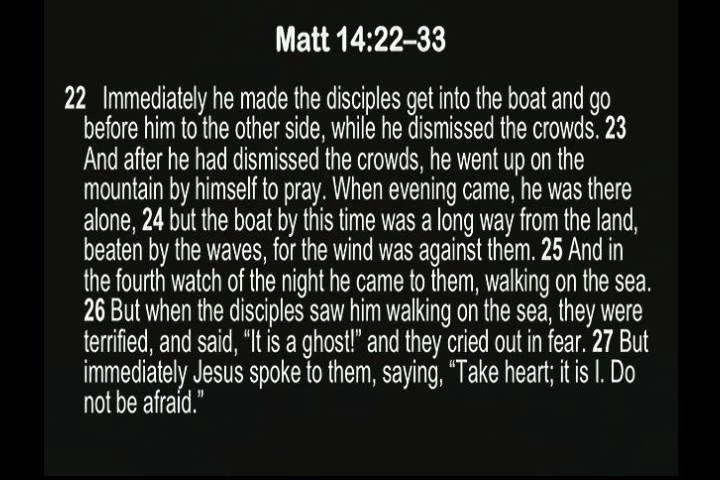 Matt 14:22–33
22 Immediately he made the disciples get into the boat and go
before him to the other side, while he dismissed the crowds. 23
And after he had dismissed the crowds, he went up on the
mountain by himself to pray. When evening came, he was there
alone, 24 but the boat by this time was a long way from the land,
beaten by the waves, for the wind was against them. 25 And in
the fourth watch of the night he came to them, walking on the sea.
26 But when the disciples saw him walking on the sea, they were
terrified, and said, “It is a ghost!” and they cried out in fear. 27 But
immediately Jesus spoke to them, saying, “Take heart; it is I. Do
not be afraid.”